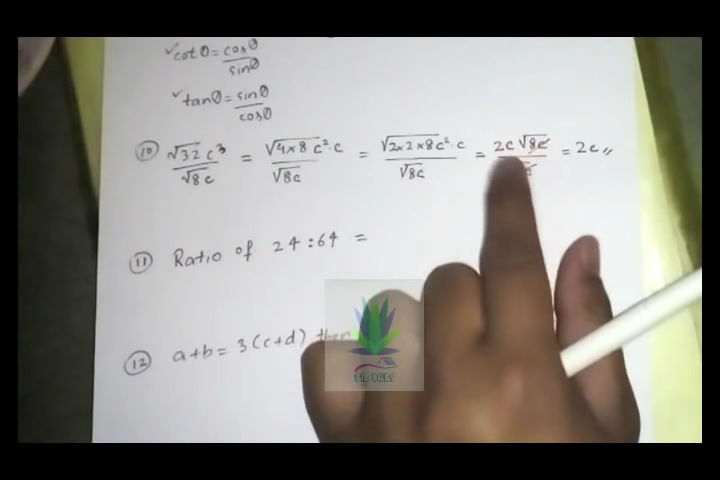 ✓cotθ = cosθ/sinθ
✓tanθ = sinθ/cosθ
⑩ √32 c³/√8c = √4×8 c²·c/√8c = √2×2×8c²·c/√8c = 2c√8c = 2c //
⑪ Ratio of 24:64 =
⑫ a+b = 3(c+d) then